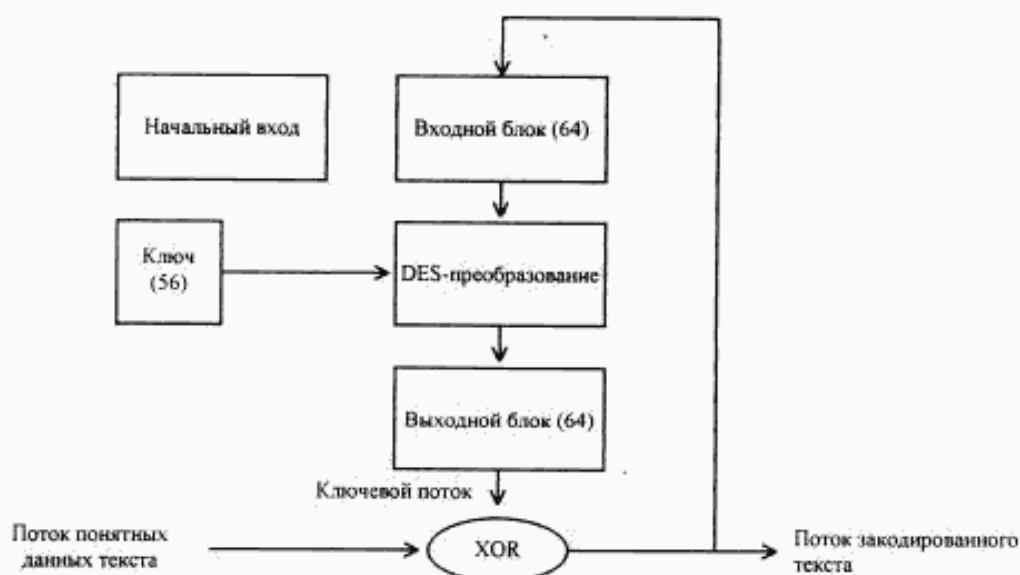 Начальный вход
Входной блок (64)
Ключ
(56)
DES-преобразование
Выходной блок (64)
Ключевой поток
Поток понятных
данных текста
XOR
Поток закодированного
текста